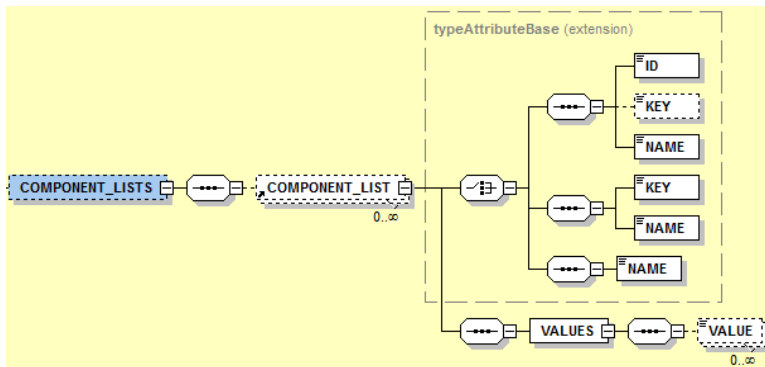 typeAttributeBase (extension)
ID
KEY
NAME
COMPONENT_LISTS
COMPONENT_LIST
0..∞
KEY
NAME
NAME
VALUES
VALUE
0..∞